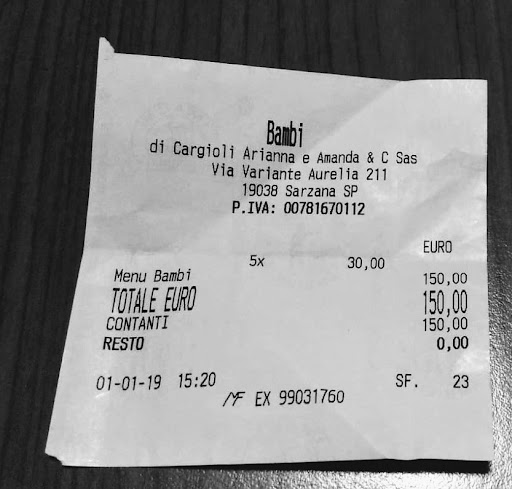 Bambi
di Cargioli Arianna e Amanda & C Sas
Via Variante Aurelia 211
19038 Sarzana SP
P.IVA: 00781670112
EURO
5x 30,00
Menu Bambi 150,00
TOTALE EURO 150,00
CONTANTI 150,00
RESTO 0,00
01-01-19 15:20 SF. 23
MF EX 99031760